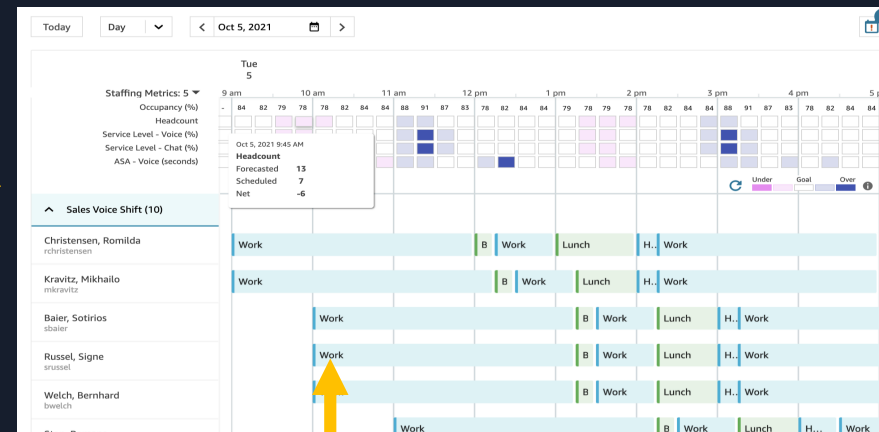 Today Day Oct 5, 2021
Tue
5
Staffing Metrics: 5
9 am 10 am 11 am 12 pm 1 pm 2 pm 3 pm 4 pm 5 p
Occupancy (%) - 84 82 79 78 78 82 84 84 88 91 87 83 78 82 84 84 79 78 79 78 78 82 84 84 88 91 87 83 78 82 84 84
Headcount
Service Level - Voice (%)
Service Level - Chat (%)
ASA - Voice (seconds)
Oct 5, 2021 9:45 AM
Headcount
Forecasted 13
Scheduled 7
Net -6
Under Goal Over
Sales Voice Shift (10)
Christensen, Romilda
rchristensen
Work B Work Lunch H.. Work
Kravitz, Mikhailo
mkravitz
Work B Work Lunch H.. Work
Baier, Sotirios
sbaier
Work B Work Lunch H.. Work
Russel, Signe
srussel
Work B Work Lunch H.. Work
Welch, Bernhard
bwelch
B Work Lunch H.. Work
Work B Work Lunch H... Work